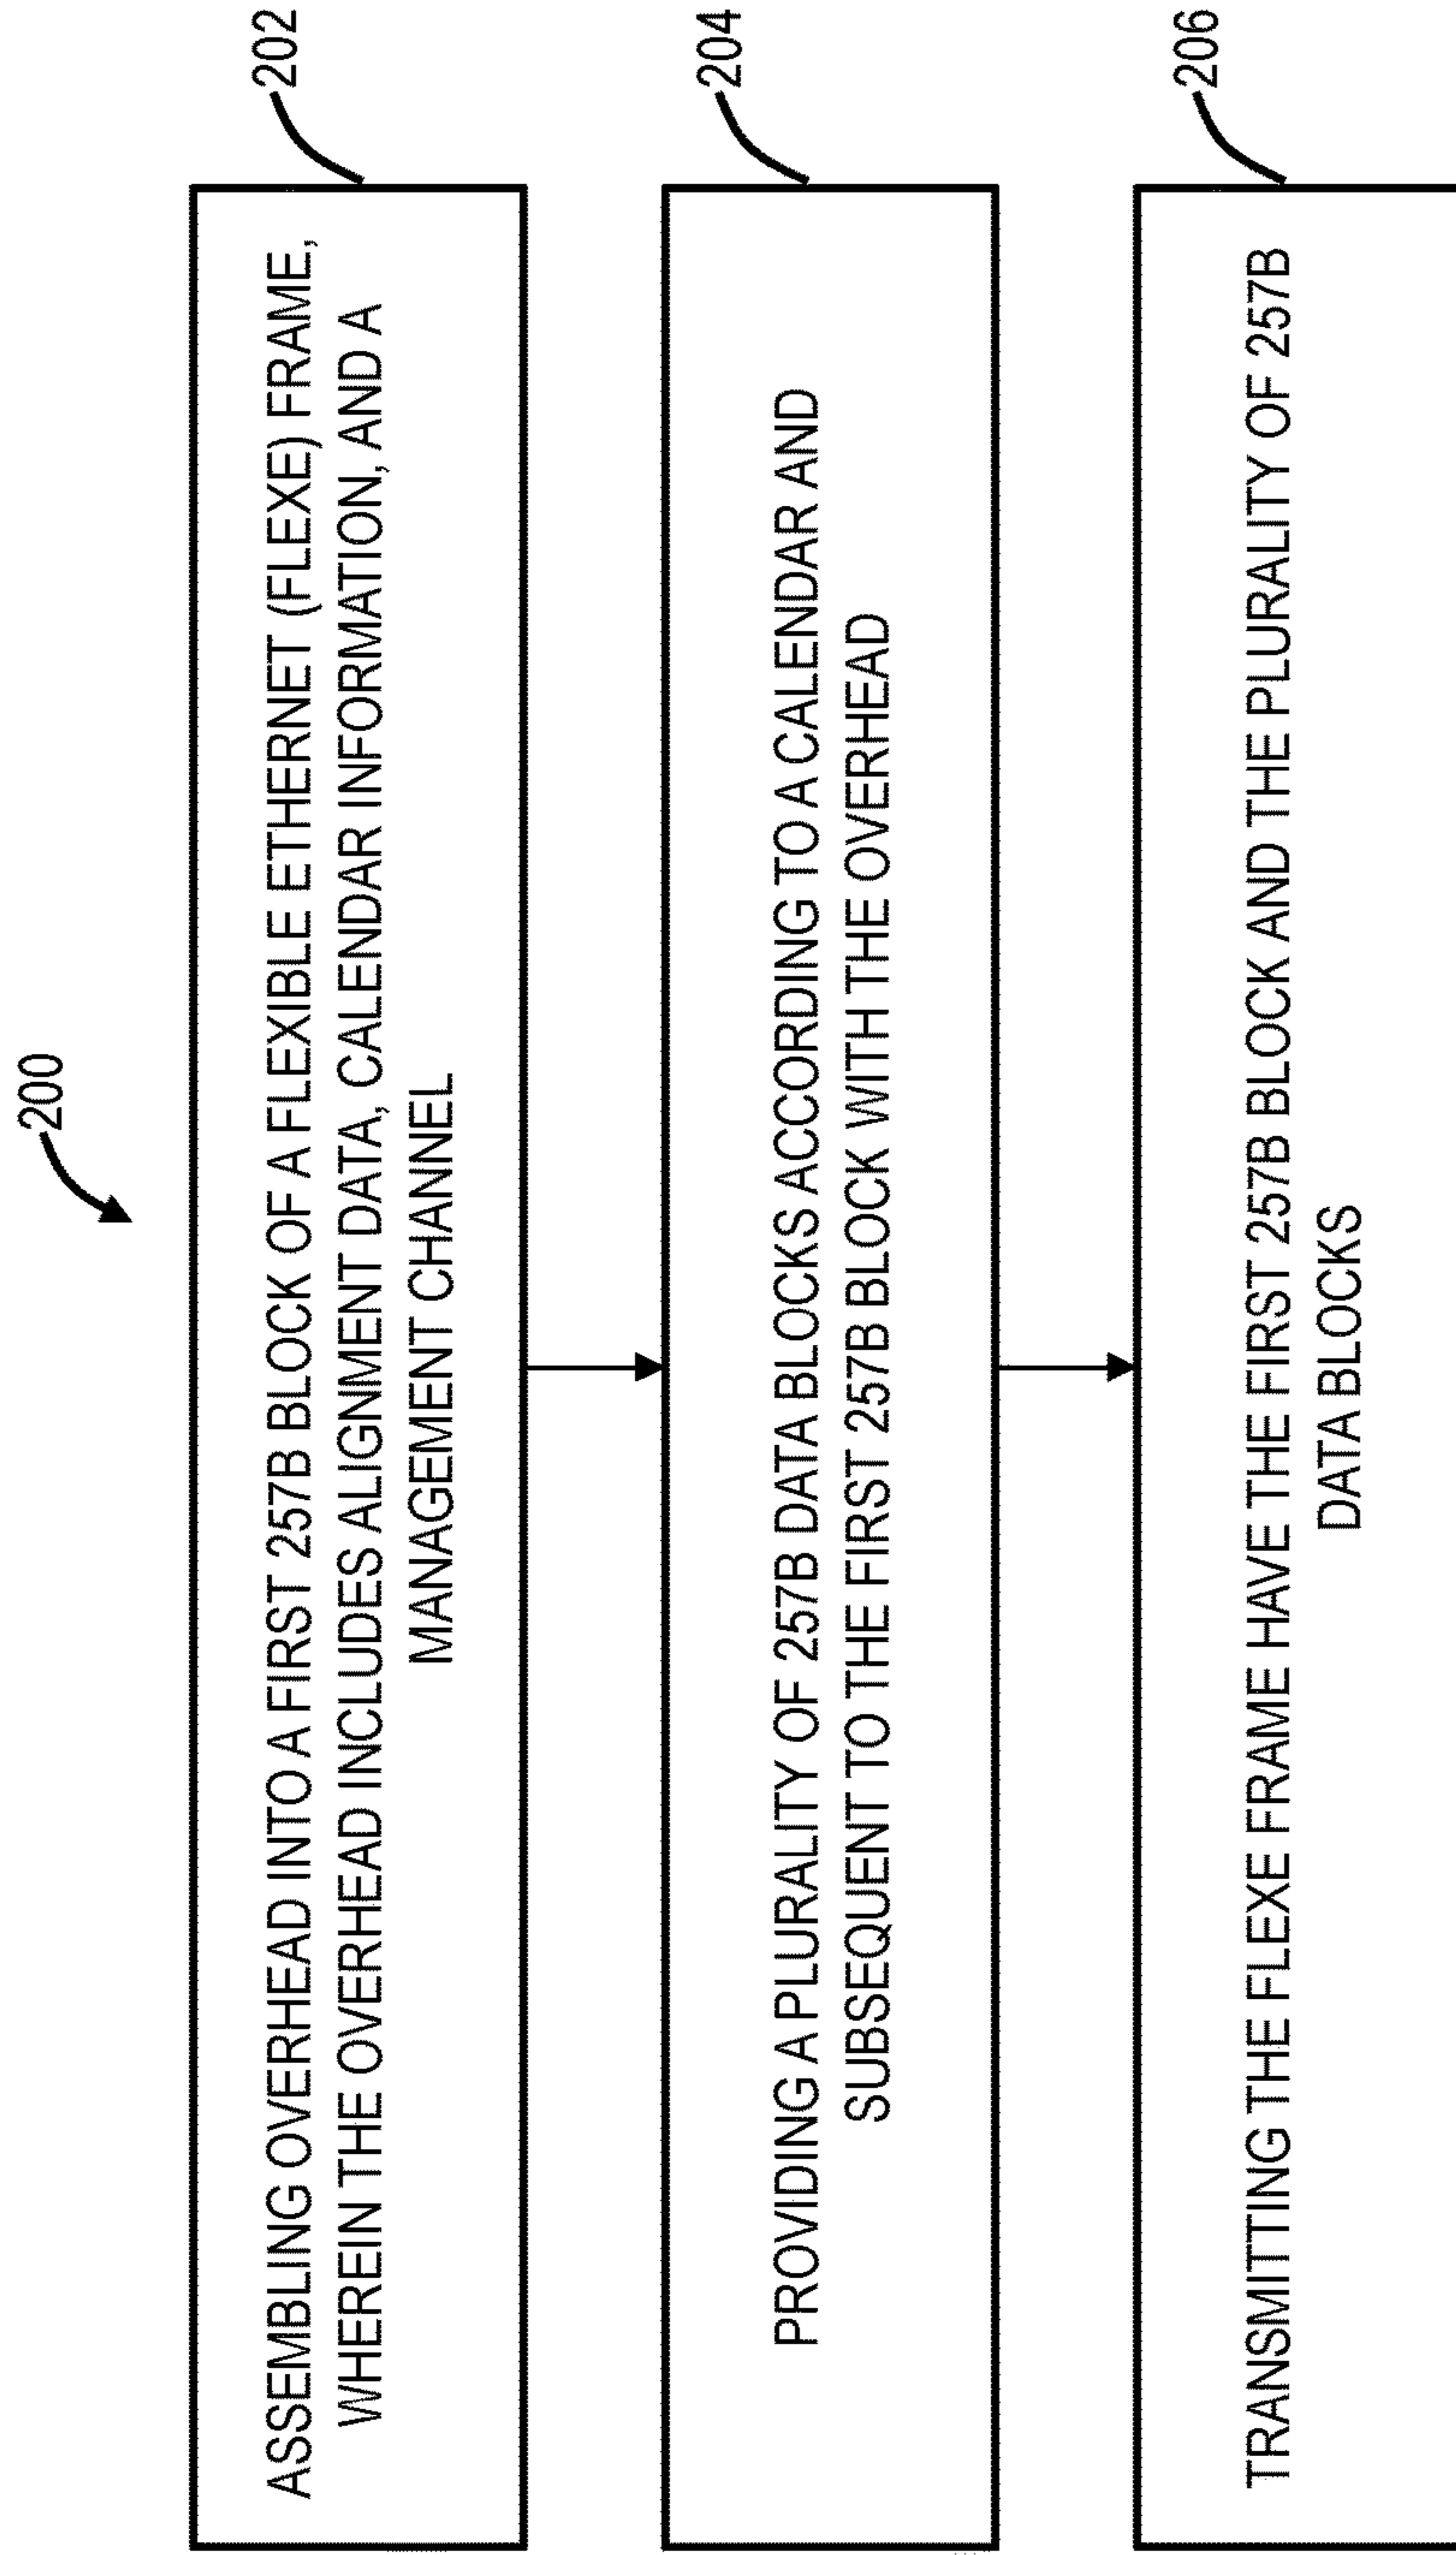 200
202
ASSEMBLING OVERHEAD INTO A FIRST 257B BLOCK OF A FLEXIBLE ETHERNET (FLEXE) FRAME,
WHEREIN THE OVERHEAD INCLUDES ALIGNMENT DATA, CALENDAR INFORMATION, AND A
MANAGEMENT CHANNEL
204
PROVIDING A PLURALITY OF 257B DATA BLOCKS ACCORDING TO A CALENDAR AND
SUBSEQUENT TO THE FIRST 257B BLOCK WITH THE OVERHEAD
206
TRANSMITTING THE FLEXE FRAME HAVE THE FIRST 257B BLOCK AND THE PLURALITY OF 257B
DATA BLOCKS